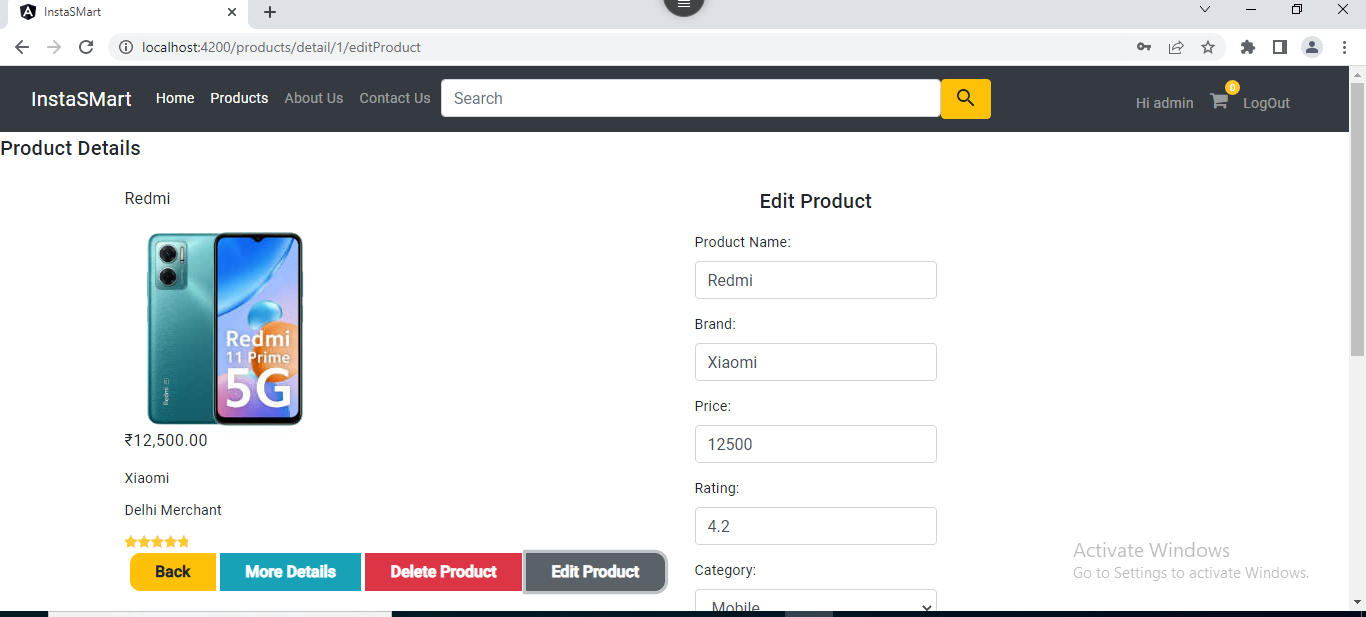 InstaSMart
localhost:4200/products/detail/1/editProduct
InstaSMart Home Products About Us Contact Us Search Hi admin 0 LogOut
Product Details
Redmi
Redmi
11 Prime
5G
₹12,500.00
Xiaomi
Delhi Merchant
Back More Details Delete Product Edit Product
Edit Product
Product Name:
Redmi
Brand:
Xiaomi
Price:
12500
Rating:
4.2
Category:
Mobile
Activate Windows
Go to Settings to activate Windows.